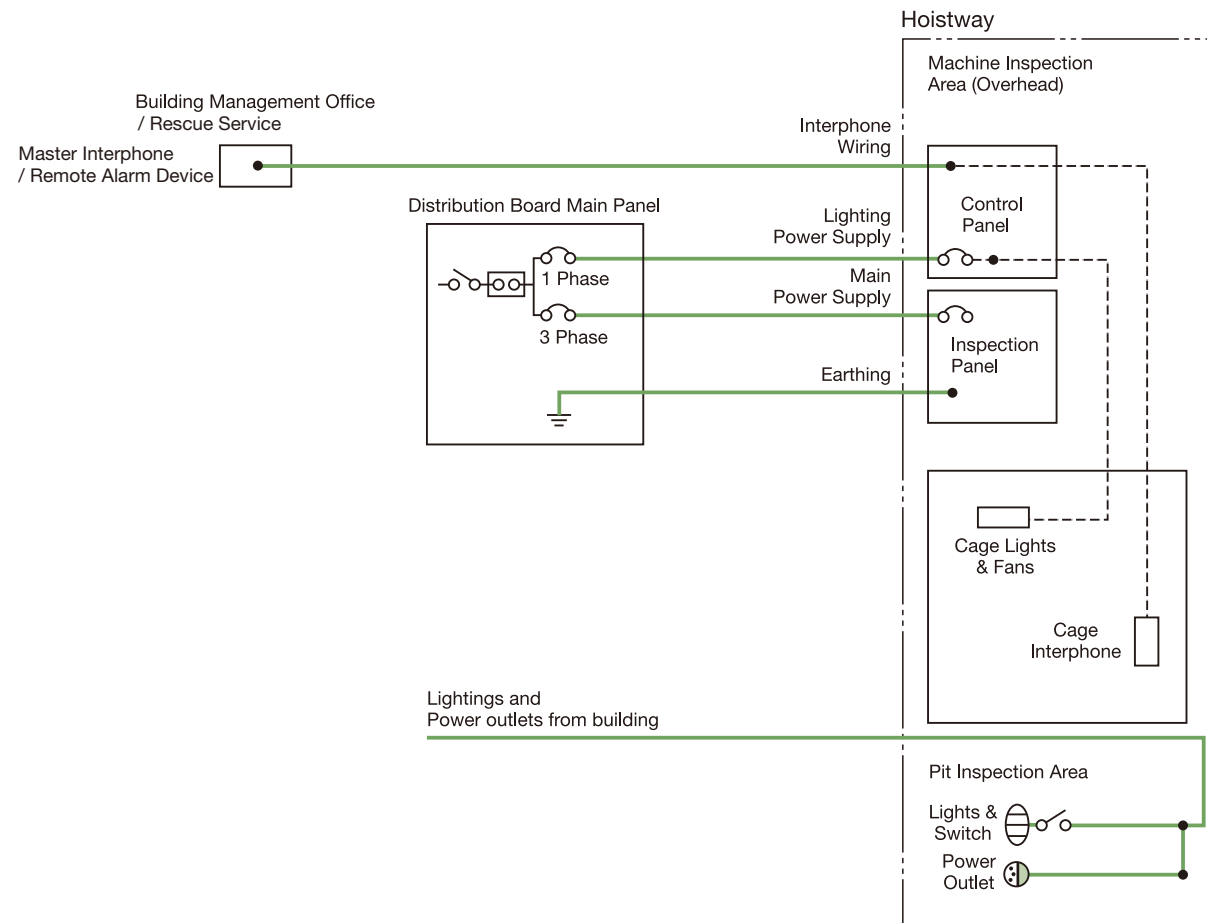 Hoistway
Machine Inspection
Area (Overhead)
Building Management Office
/ Rescue Service
Master Interphone
/ Remote Alarm Device
Interphone
Wiring
Control
Panel
Distribution Board Main Panel
Lighting
Power Supply
1 Phase
Main
Power Supply
3 Phase
Inspection
Panel
Earthing
Cage Lights
& Fans
Cage
Interphone
Lightings and
Power outlets from building
Pit Inspection Area
Lights &
Switch
Power
Outlet